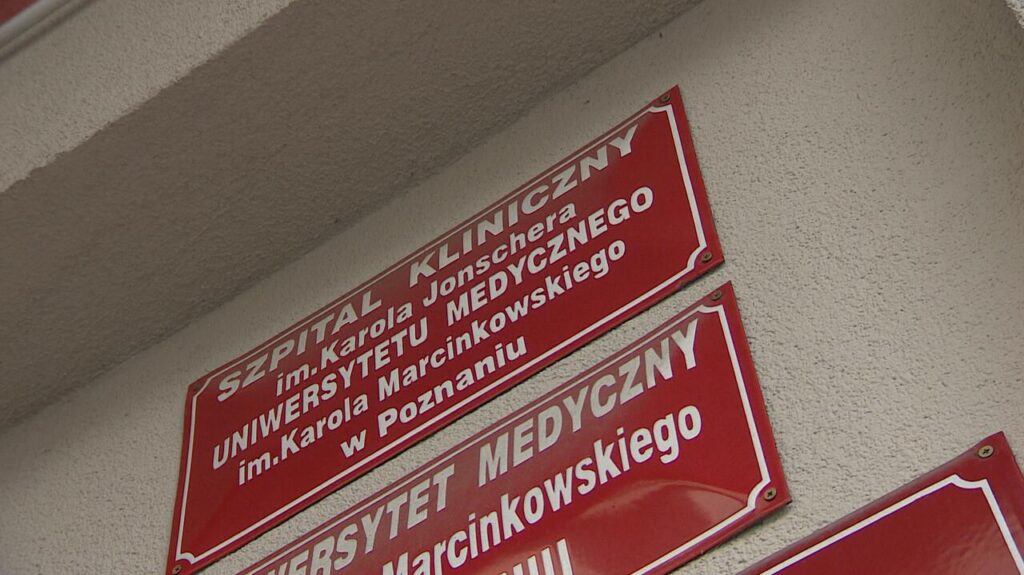 SZPITAL KLINICZNY
im.Karola Jonschera
UNIWERSYTETU MEDYCZNEGO
im.Karola Marcinkowskiego
w Poznaniu
MEDYCZNY
Marcinkowskiego